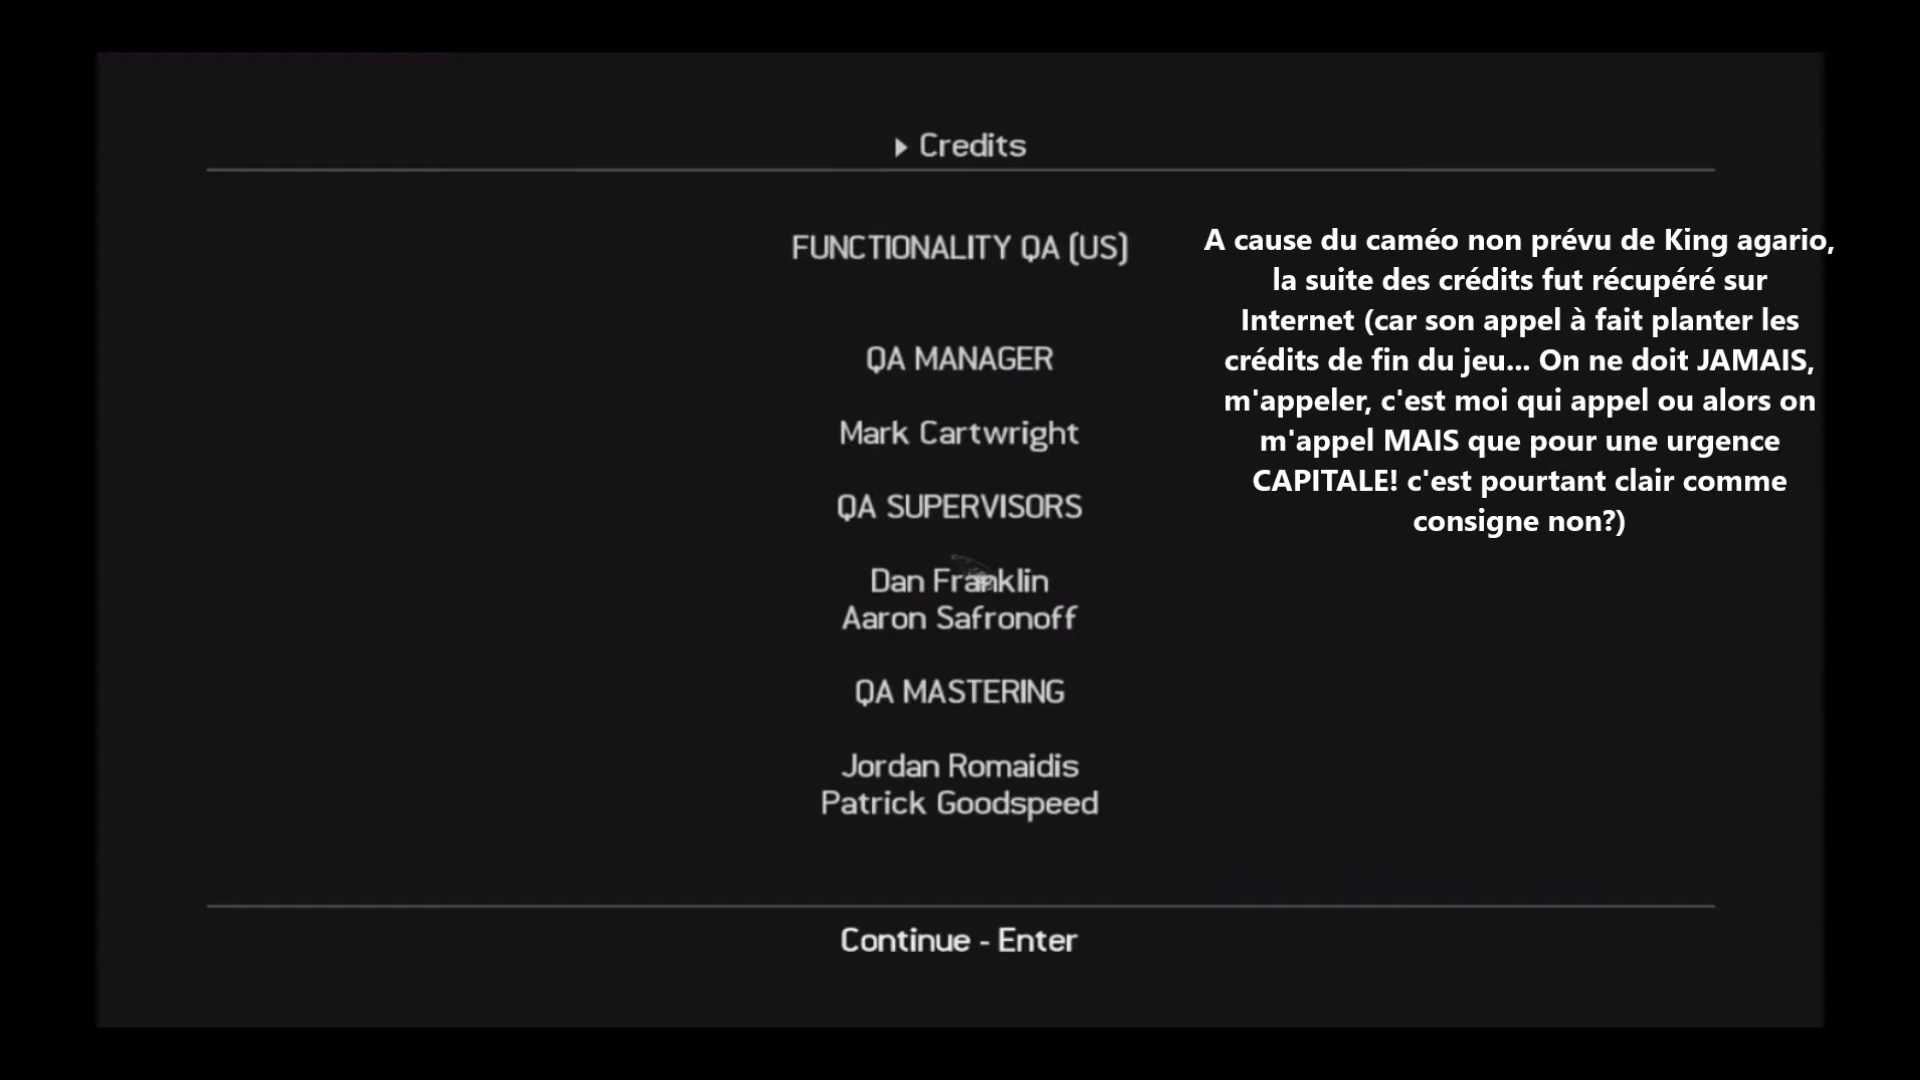 Credits
FUNCTIONALITY QA (US)
QA MANAGER
Mark Cartwright
QA SUPERVISORS
Dan Franklin
Aaron Safronoff
QA MASTERING
Jordan Romaidis
Patrick Goodspeed
Continue - Enter
A cause du caméo non prévu de King agario,
la suite des crédits fut récupéré sur
Internet (car son appel à fait planter les
crédits de fin du jeu... On ne doit JAMAIS,
m'appeler, c'est moi qui appel ou alors on
m'appel MAIS que pour une urgence
CAPITALE! c'est pourtant clair comme
consigne non?)